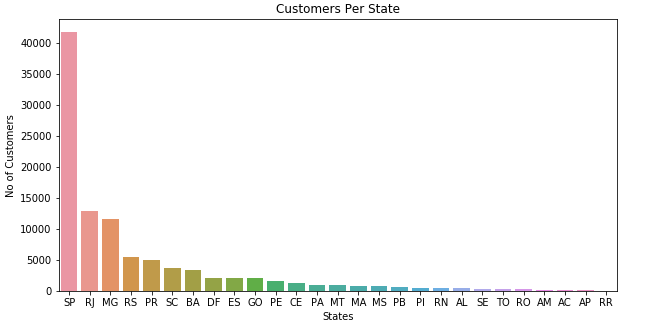 Customers Per State
No of Customers
40000
35000
30000
25000
20000
15000
10000
5000
0
SP RJ MG RS PR SC BA DF ES GO PE CE PA MT MA MS PB PI RN AL SE TO RO AM AC AP RR
States